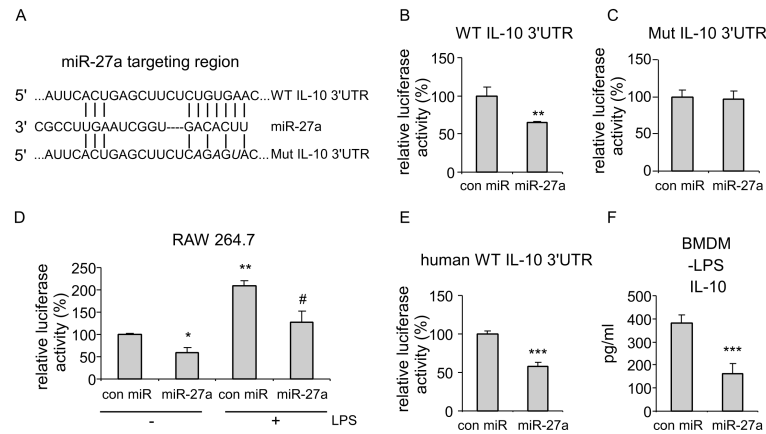 A
miR-27a targeting region
5' ...AUUCACUGAGCUUCUCUGUGAAC... WT IL-10 3'UTR
3' CGCCUUGAAUCGGU----GACACUU miR-27a
5' ...AUUCACUGAGCUUCUCAGAGUAC... Mut IL-10 3'UTR
B
WT IL-10 3'UTR
relative luciferase
activity (%)
150
100
50
0
**
con miR miR-27a
C
Mut IL-10 3'UTR
relative luciferase
activity (%)
150
100
50
0
con miR miR-27a
D
RAW 264.7
relative luciferase
activity (%)
250
200
150
100
50
0
* ** #
con miR miR-27a con miR miR-27a
- + LPS
E
human WT IL-10 3'UTR
relative luciferase
activity (%)
150
100
50
0
***
con miR miR-27a
F
BMDM
-LPS
IL-10
pg/ml
500
400
300
200
100
0
***
con miR miR-27a